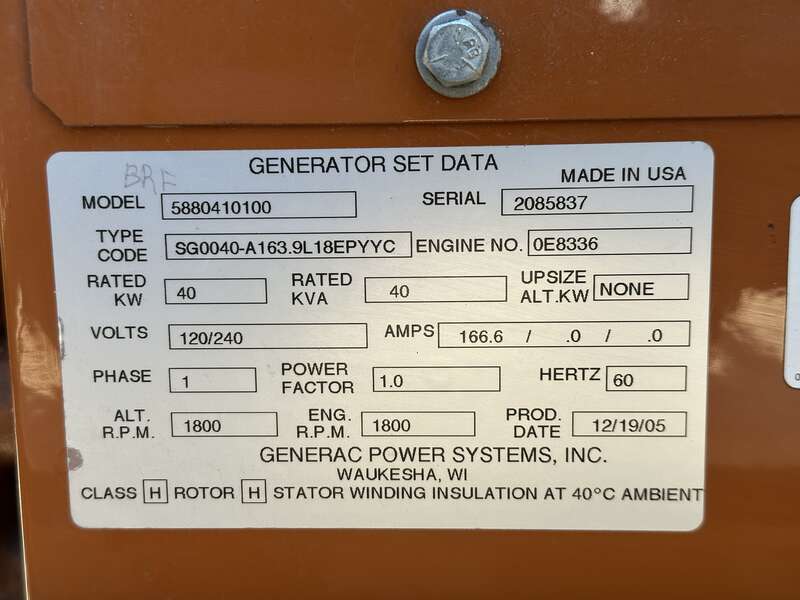 BRF
GENERATOR SET DATA
MADE IN USA
MODEL 5880410100 SERIAL 2085837
TYPE CODE SG0040-A163.9L18EPYYC ENGINE NO. 0E8336
RATED KW 40 RATED KVA 40 UPSIZE ALT.KW NONE
VOLTS 120/240 AMPS 166.6 / .0 / .0
PHASE 1 POWER FACTOR 1.0 HERTZ 60
ALT. R.P.M. 1800 ENG. R.P.M. 1800 PROD. DATE 12/19/05
GENERAC POWER SYSTEMS, INC.
WAUKESHA, WI
CLASS H ROTOR H STATOR WINDING INSULATION AT 40°C AMBIENT